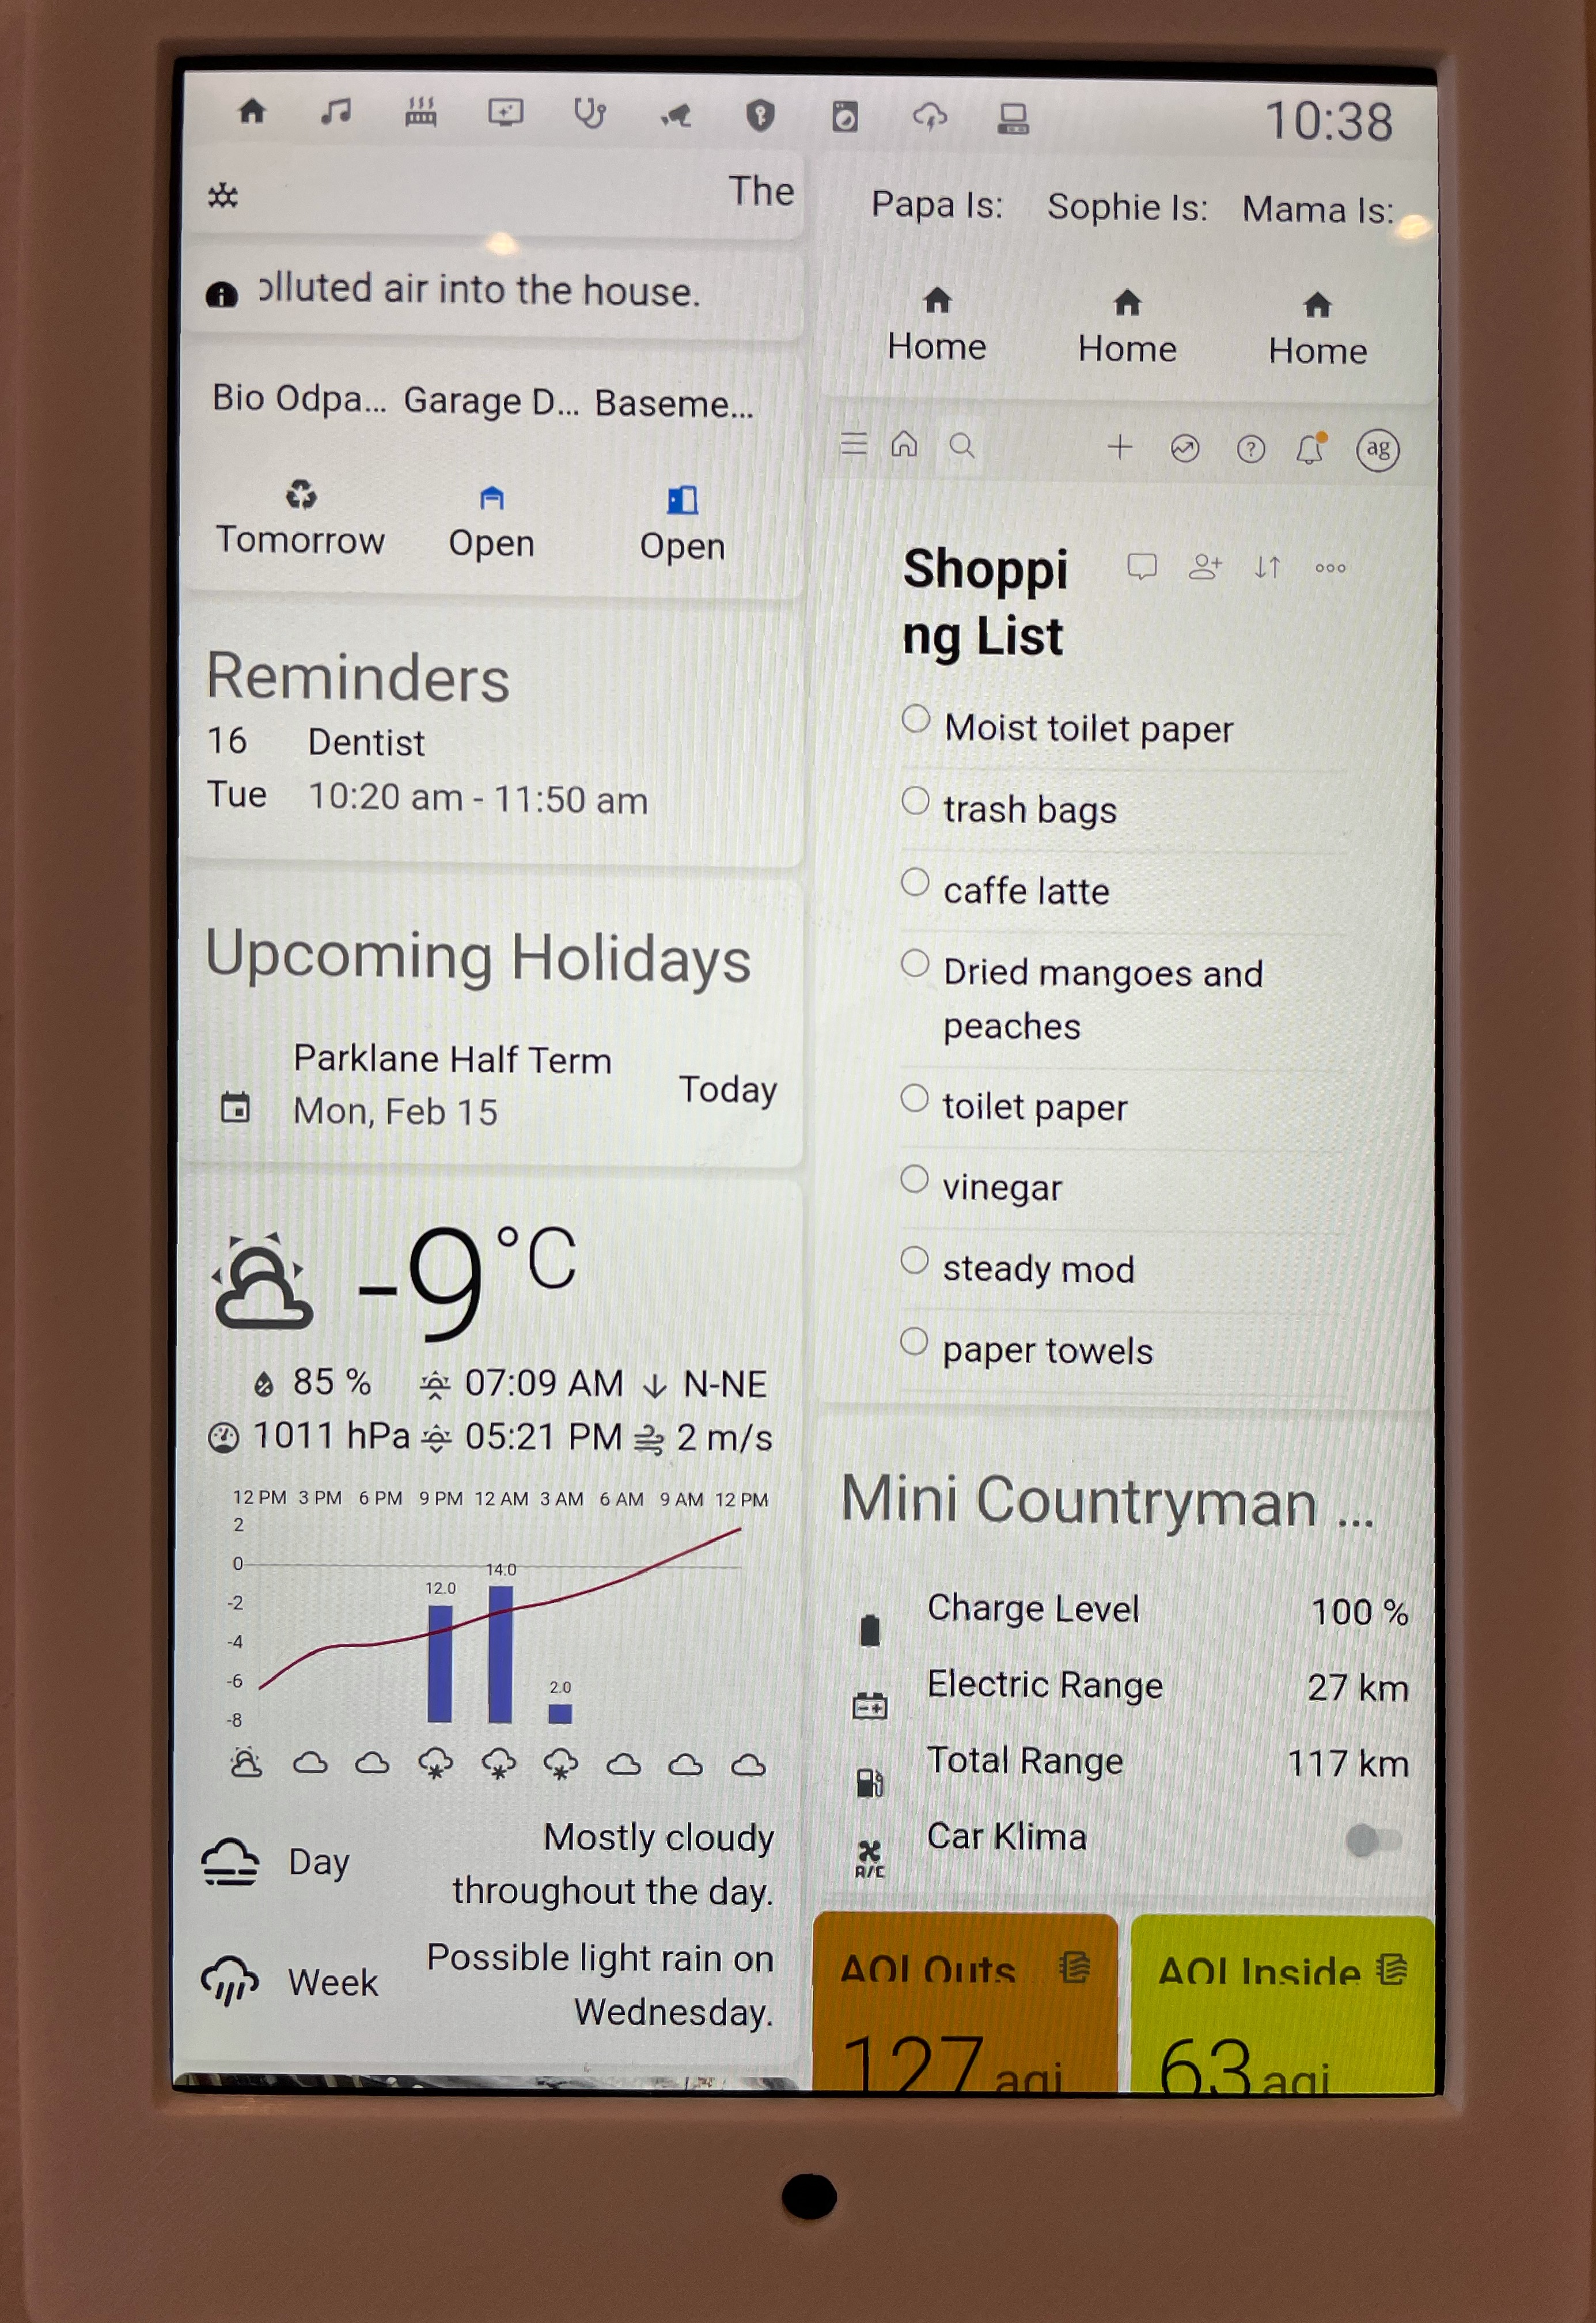 10:38
The
olluted air into the house.
Bio Odpa... Garage D... Baseme...
Tomorrow Open Open
Reminders
16 Dentist
Tue 10:20 am - 11:50 am
Upcoming Holidays
Parklane Half Term
Mon, Feb 15
Today
-9 °C
85 % 07:09 AM N-NE
1011 hPa 05:21 PM 2 m/s
12 PM 3 PM 6 PM 9 PM 12 AM 3 AM 6 AM 9 AM 12 PM
2
0
-2
-4
-6
-8
12.0
14.0
2.0
Day
Mostly cloudy
throughout the day.
Week
Possible light rain on
Wednesday.
Papa Is: Sophie Is: Mama Is:
Home Home Home
ag
Shoppi
ng List
Moist toilet paper
trash bags
caffe latte
Dried mangoes and
peaches
toilet paper
vinegar
steady mod
paper towels
Mini Countryman ...
Charge Level 100 %
Electric Range 27 km
Total Range 117 km
Car Klima
A/C
AQI Outs
127 aqi
AQI Inside
63 aqi